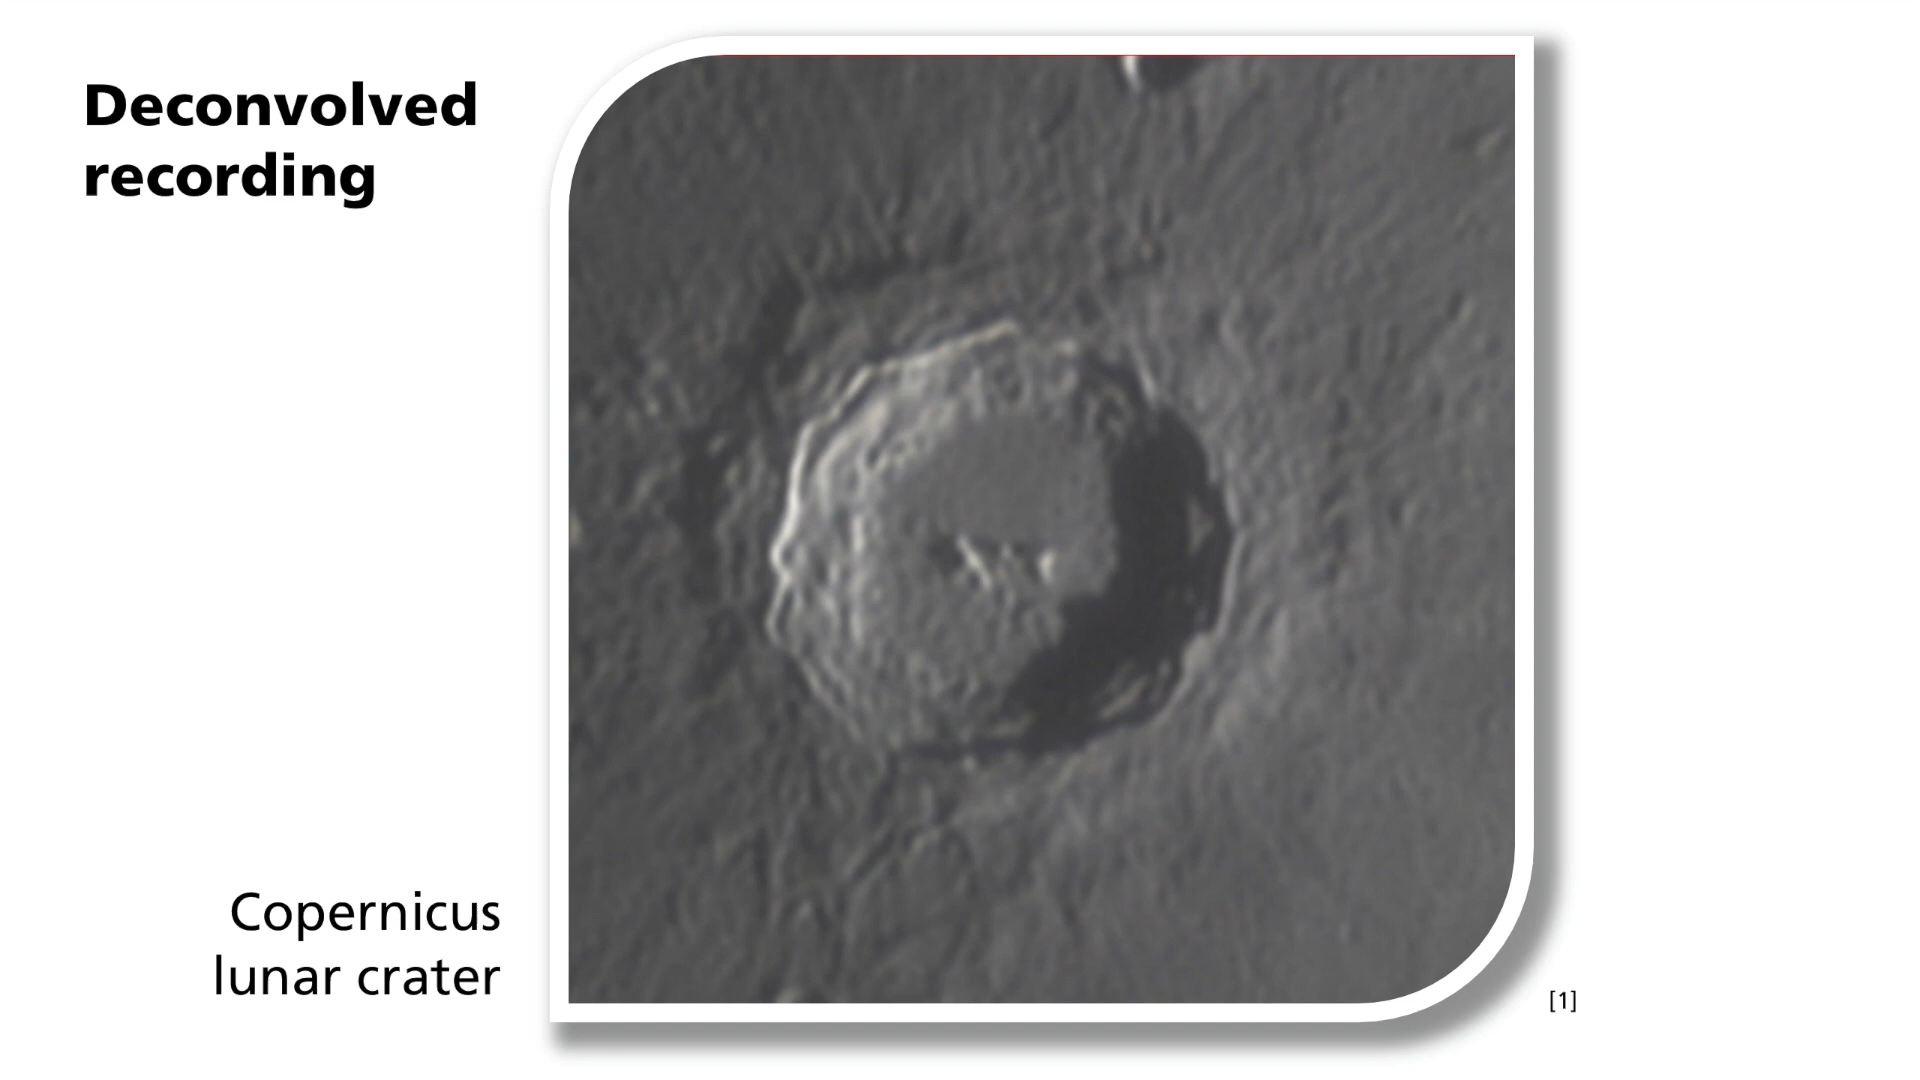 Deconvolved
recording
Copernicus
lunar crater
[1]